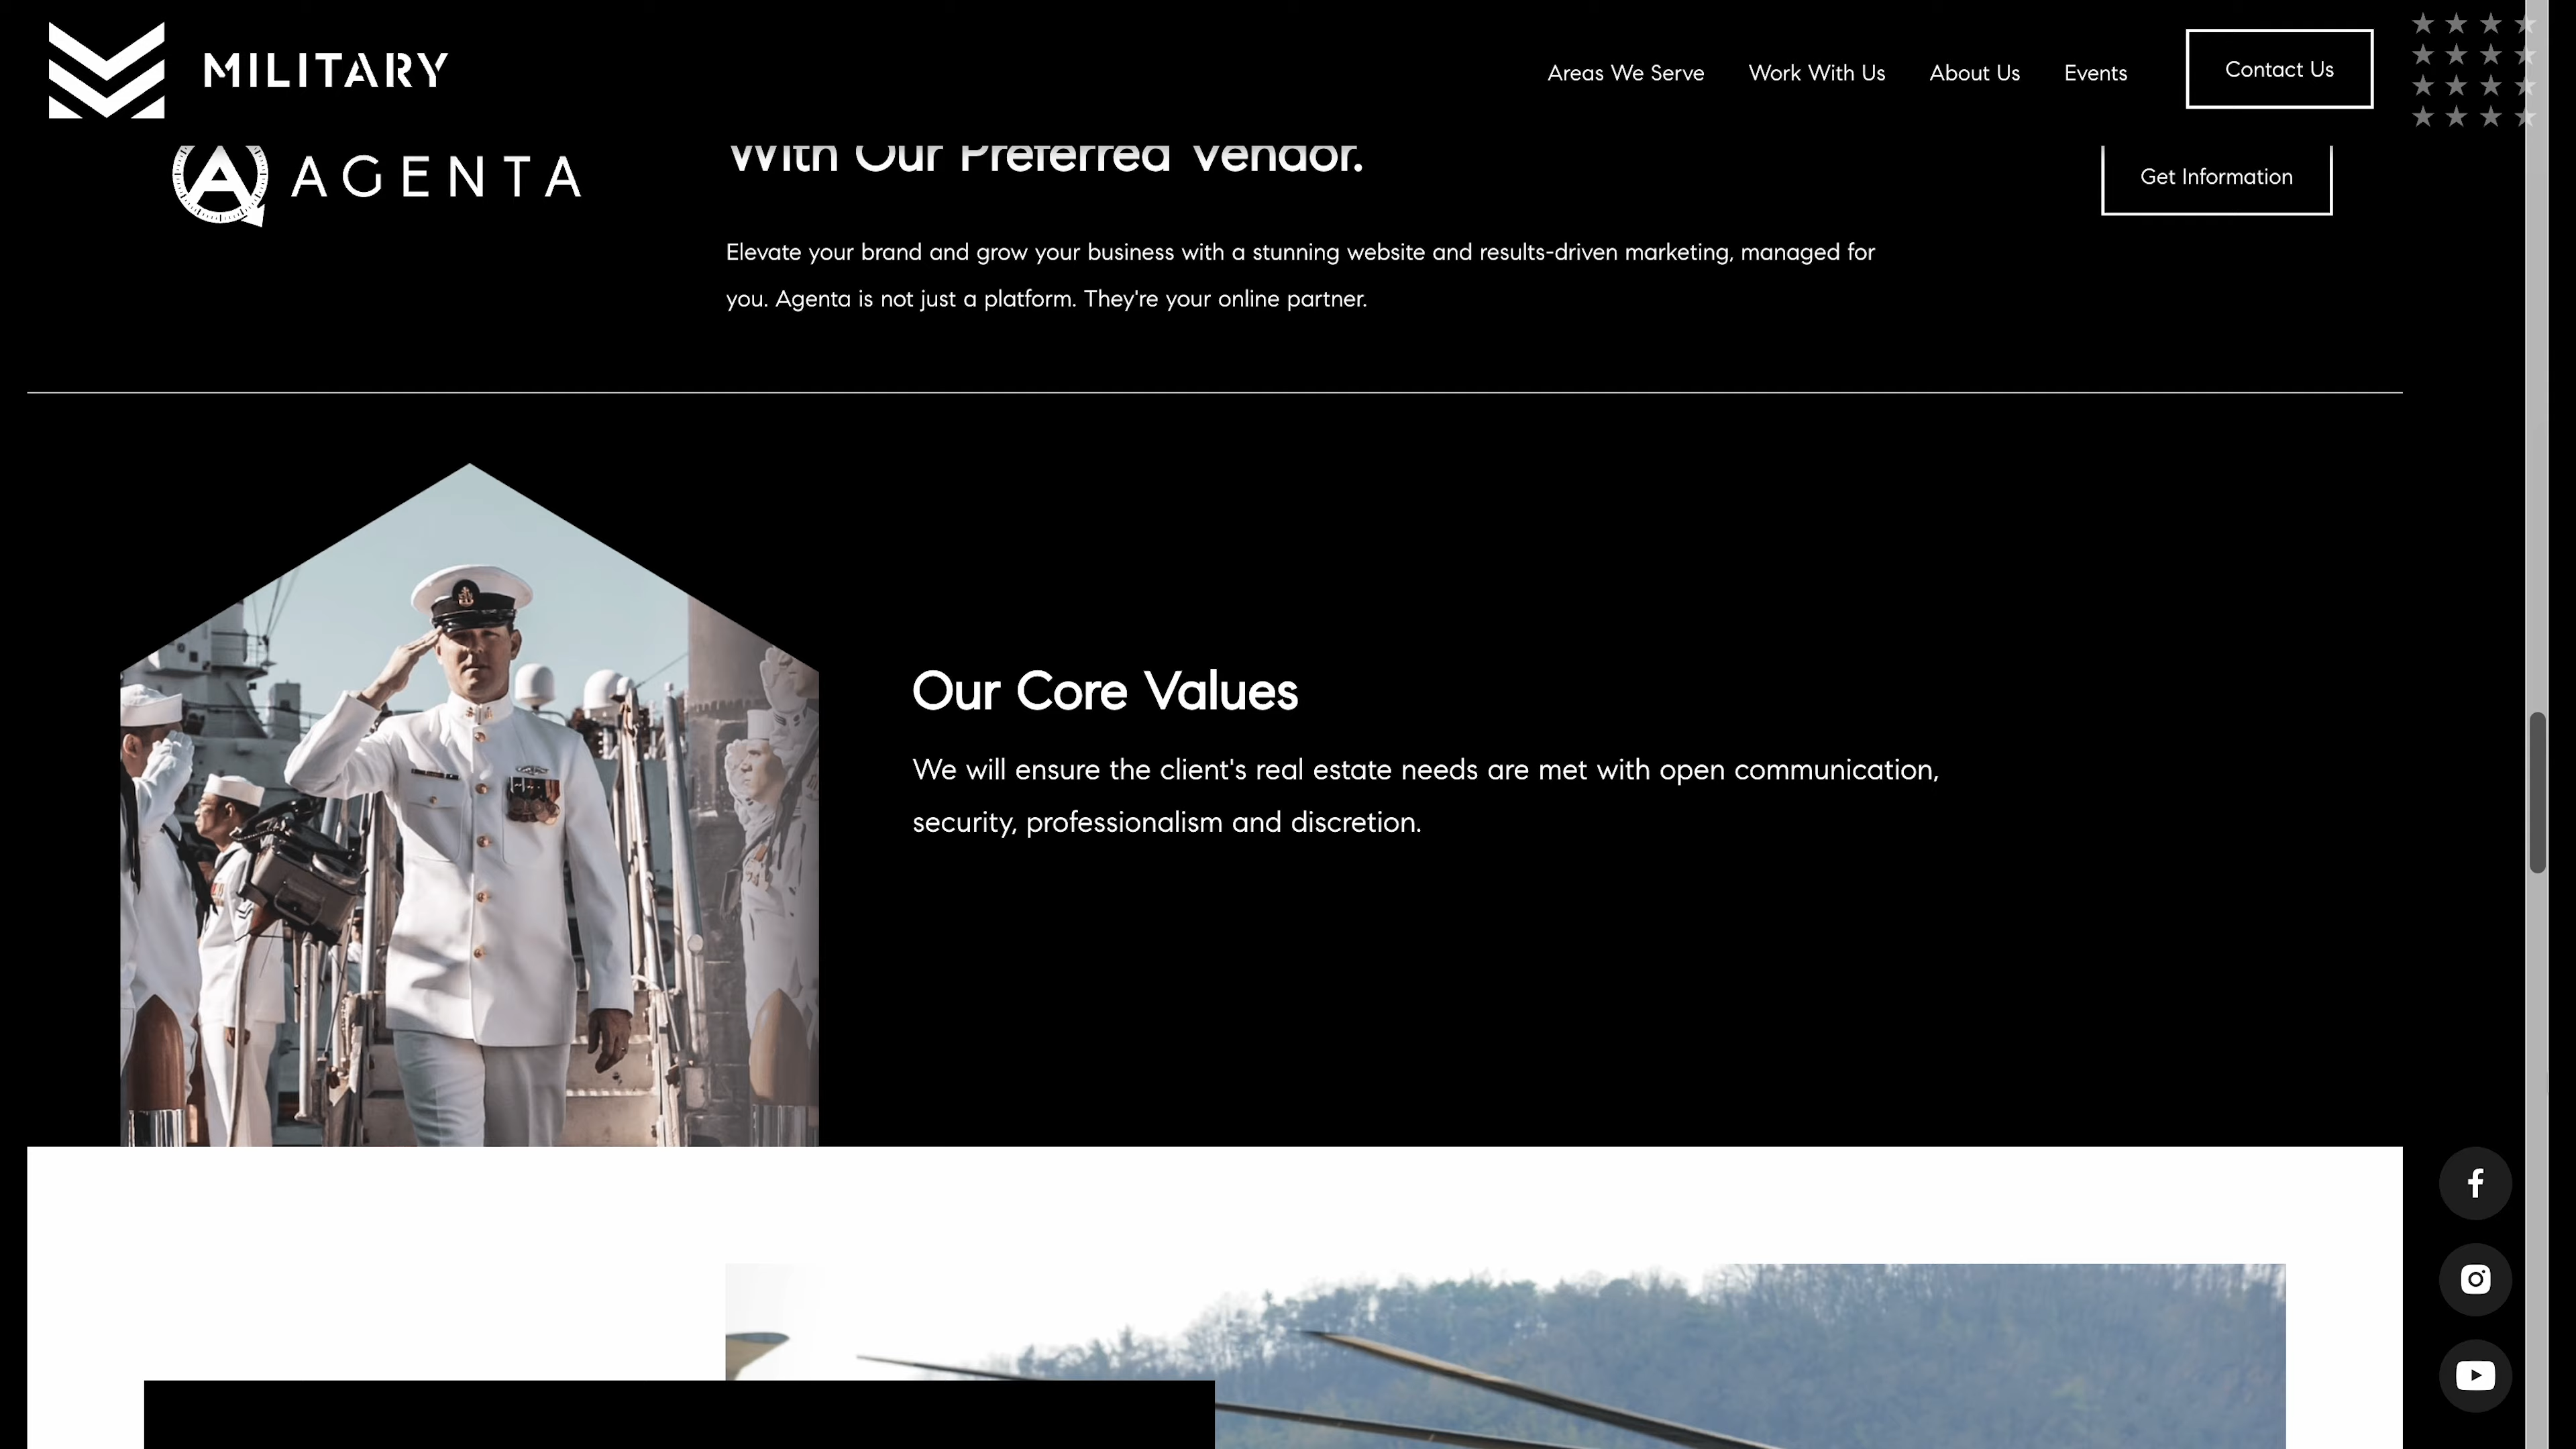 MILITARY
Areas We Serve
Work With Us
About Us
Events
Contact Us
AGENTA
With Our Preferred Vendor.
Get Information
Elevate your brand and grow your business with a stunning website and results-driven marketing, managed for
you. Agenta is not just a platform. They're your online partner.
Our Core Values
We will ensure the client's real estate needs are met with open communication,
security, professionalism and discretion.